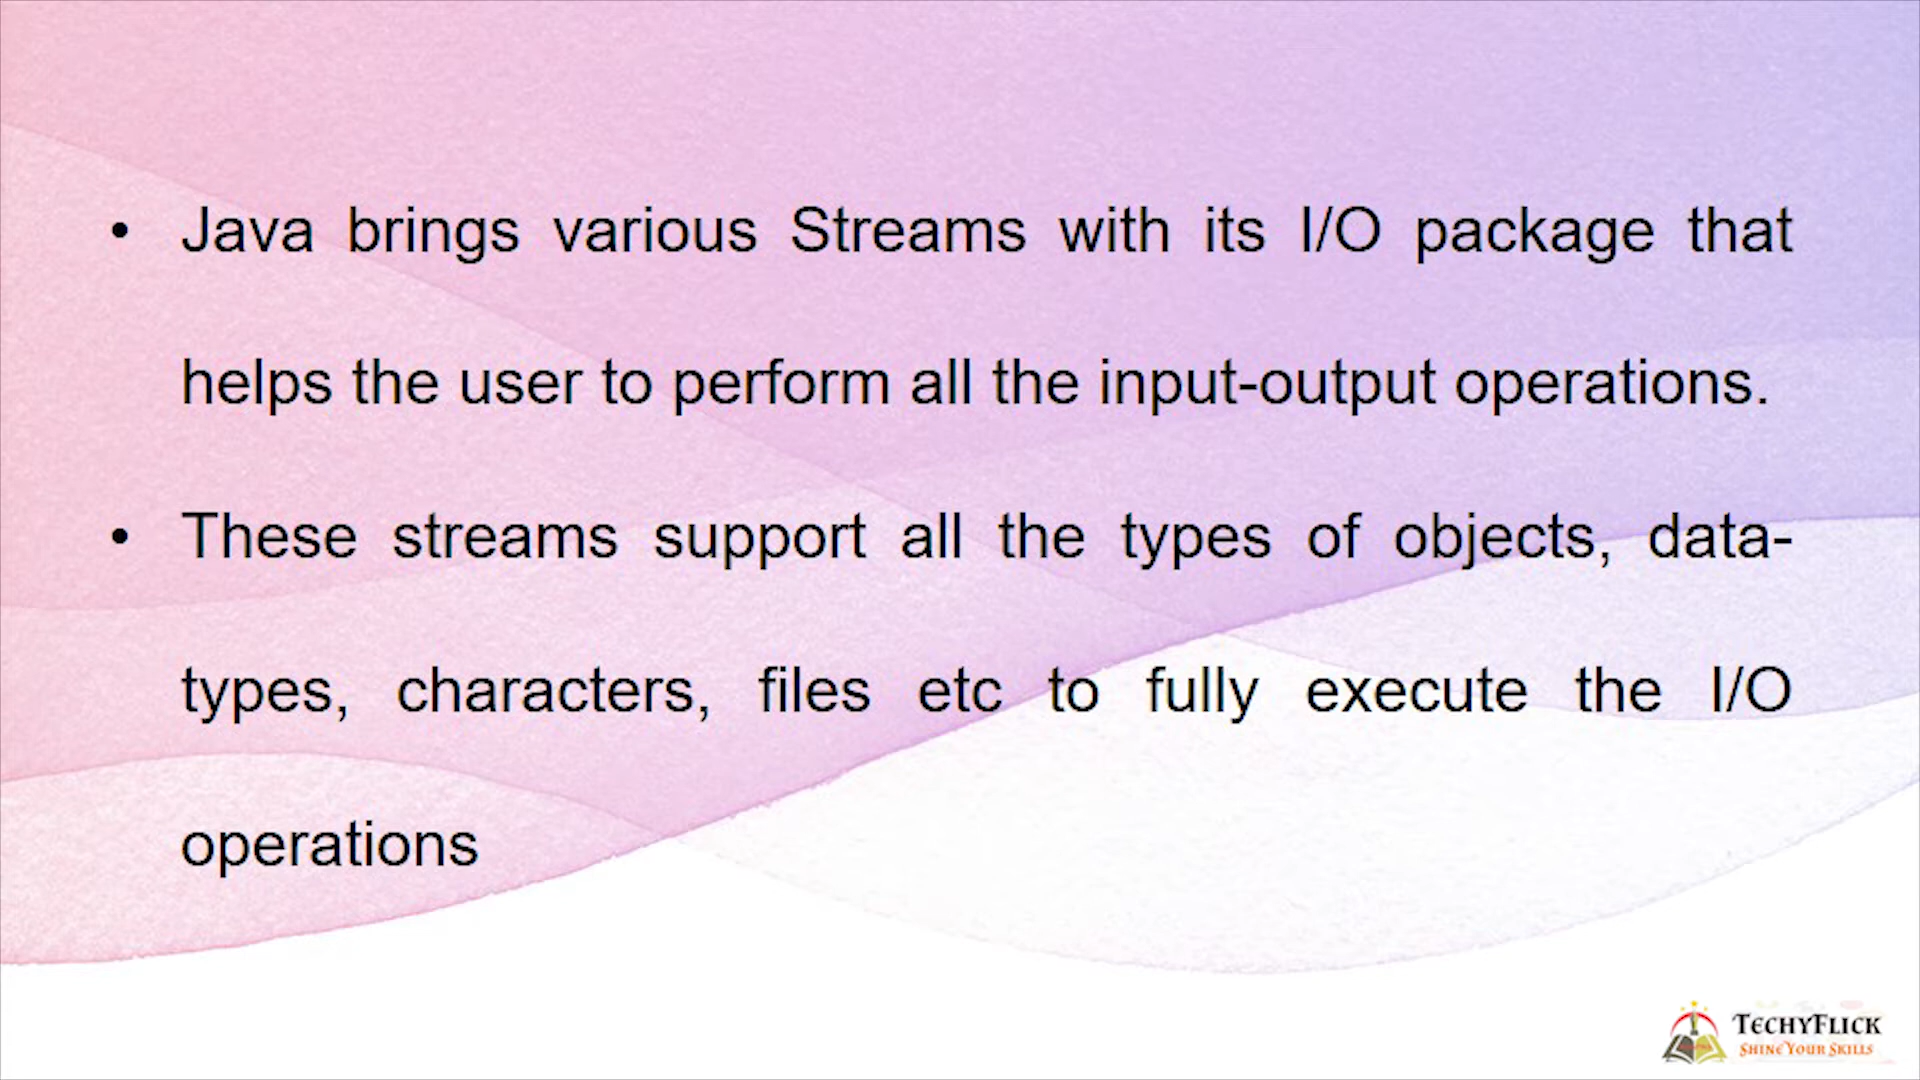 • Java brings various Streams with its I/O package that
helps the user to perform all the input-output operations.
• These streams support all the types of objects, data-
types, characters, files etc to fully execute the I/O
operations
TECHYFLICK
SHINE YOUR SKILLS